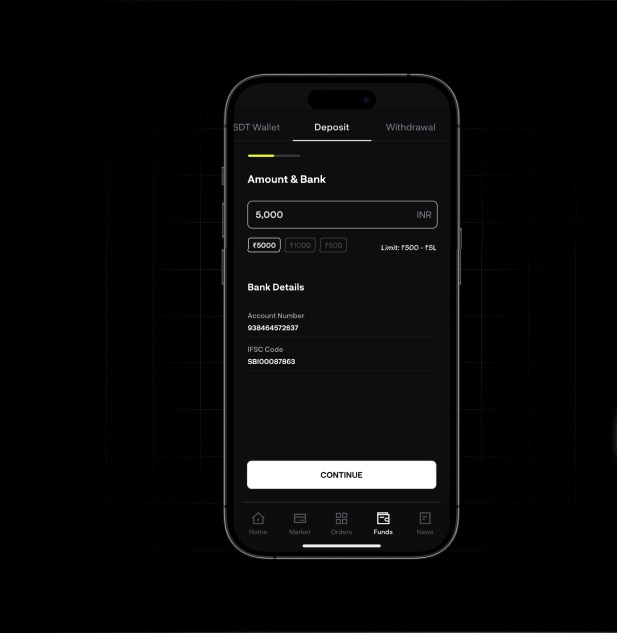 SDT Wallet Deposit Withdrawal
Amount & Bank
5,000 INR
₹5000 ₹1000 ₹500 Limit: ₹500 - ₹5L
Bank Details
Account Number
938464572637
IFSC Code
SBI00087863
CONTINUE
Home Market Orders Funds News